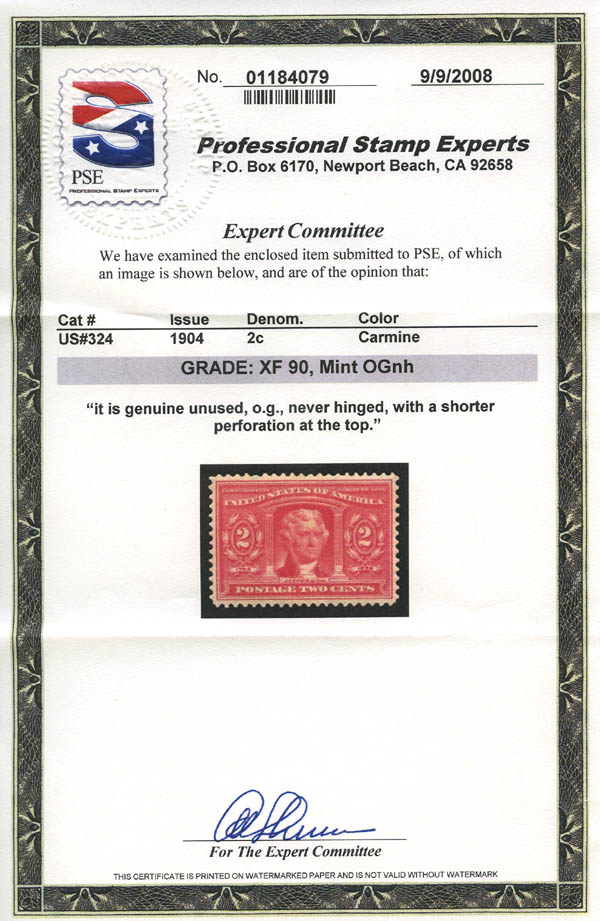 No. 01184079 9/9/2008
PSE
PROFESSIONAL STAMP EXPERTS
EXPERTS
Professional Stamp Experts
P.O. Box 6170, Newport Beach, CA 92658
Expert Committee
We have examined the enclosed item submitted to PSE, of which
an image is shown below, and are of the opinion that:
Cat # Issue Denom. Color
US#324 1904 2c Carmine
GRADE: XF 90, Mint OGnh
“it is genuine unused, o.g., never hinged, with a shorter
perforation at the top.”
UNITED STATES OF AMERICA
2 2
JEFFERSON
POSTAGE TWO CENTS
For The Expert Committee
THIS CERTIFICATE IS PRINTED ON WATERMARKED PAPER AND IS NOT VALID WITHOUT WATERMARK